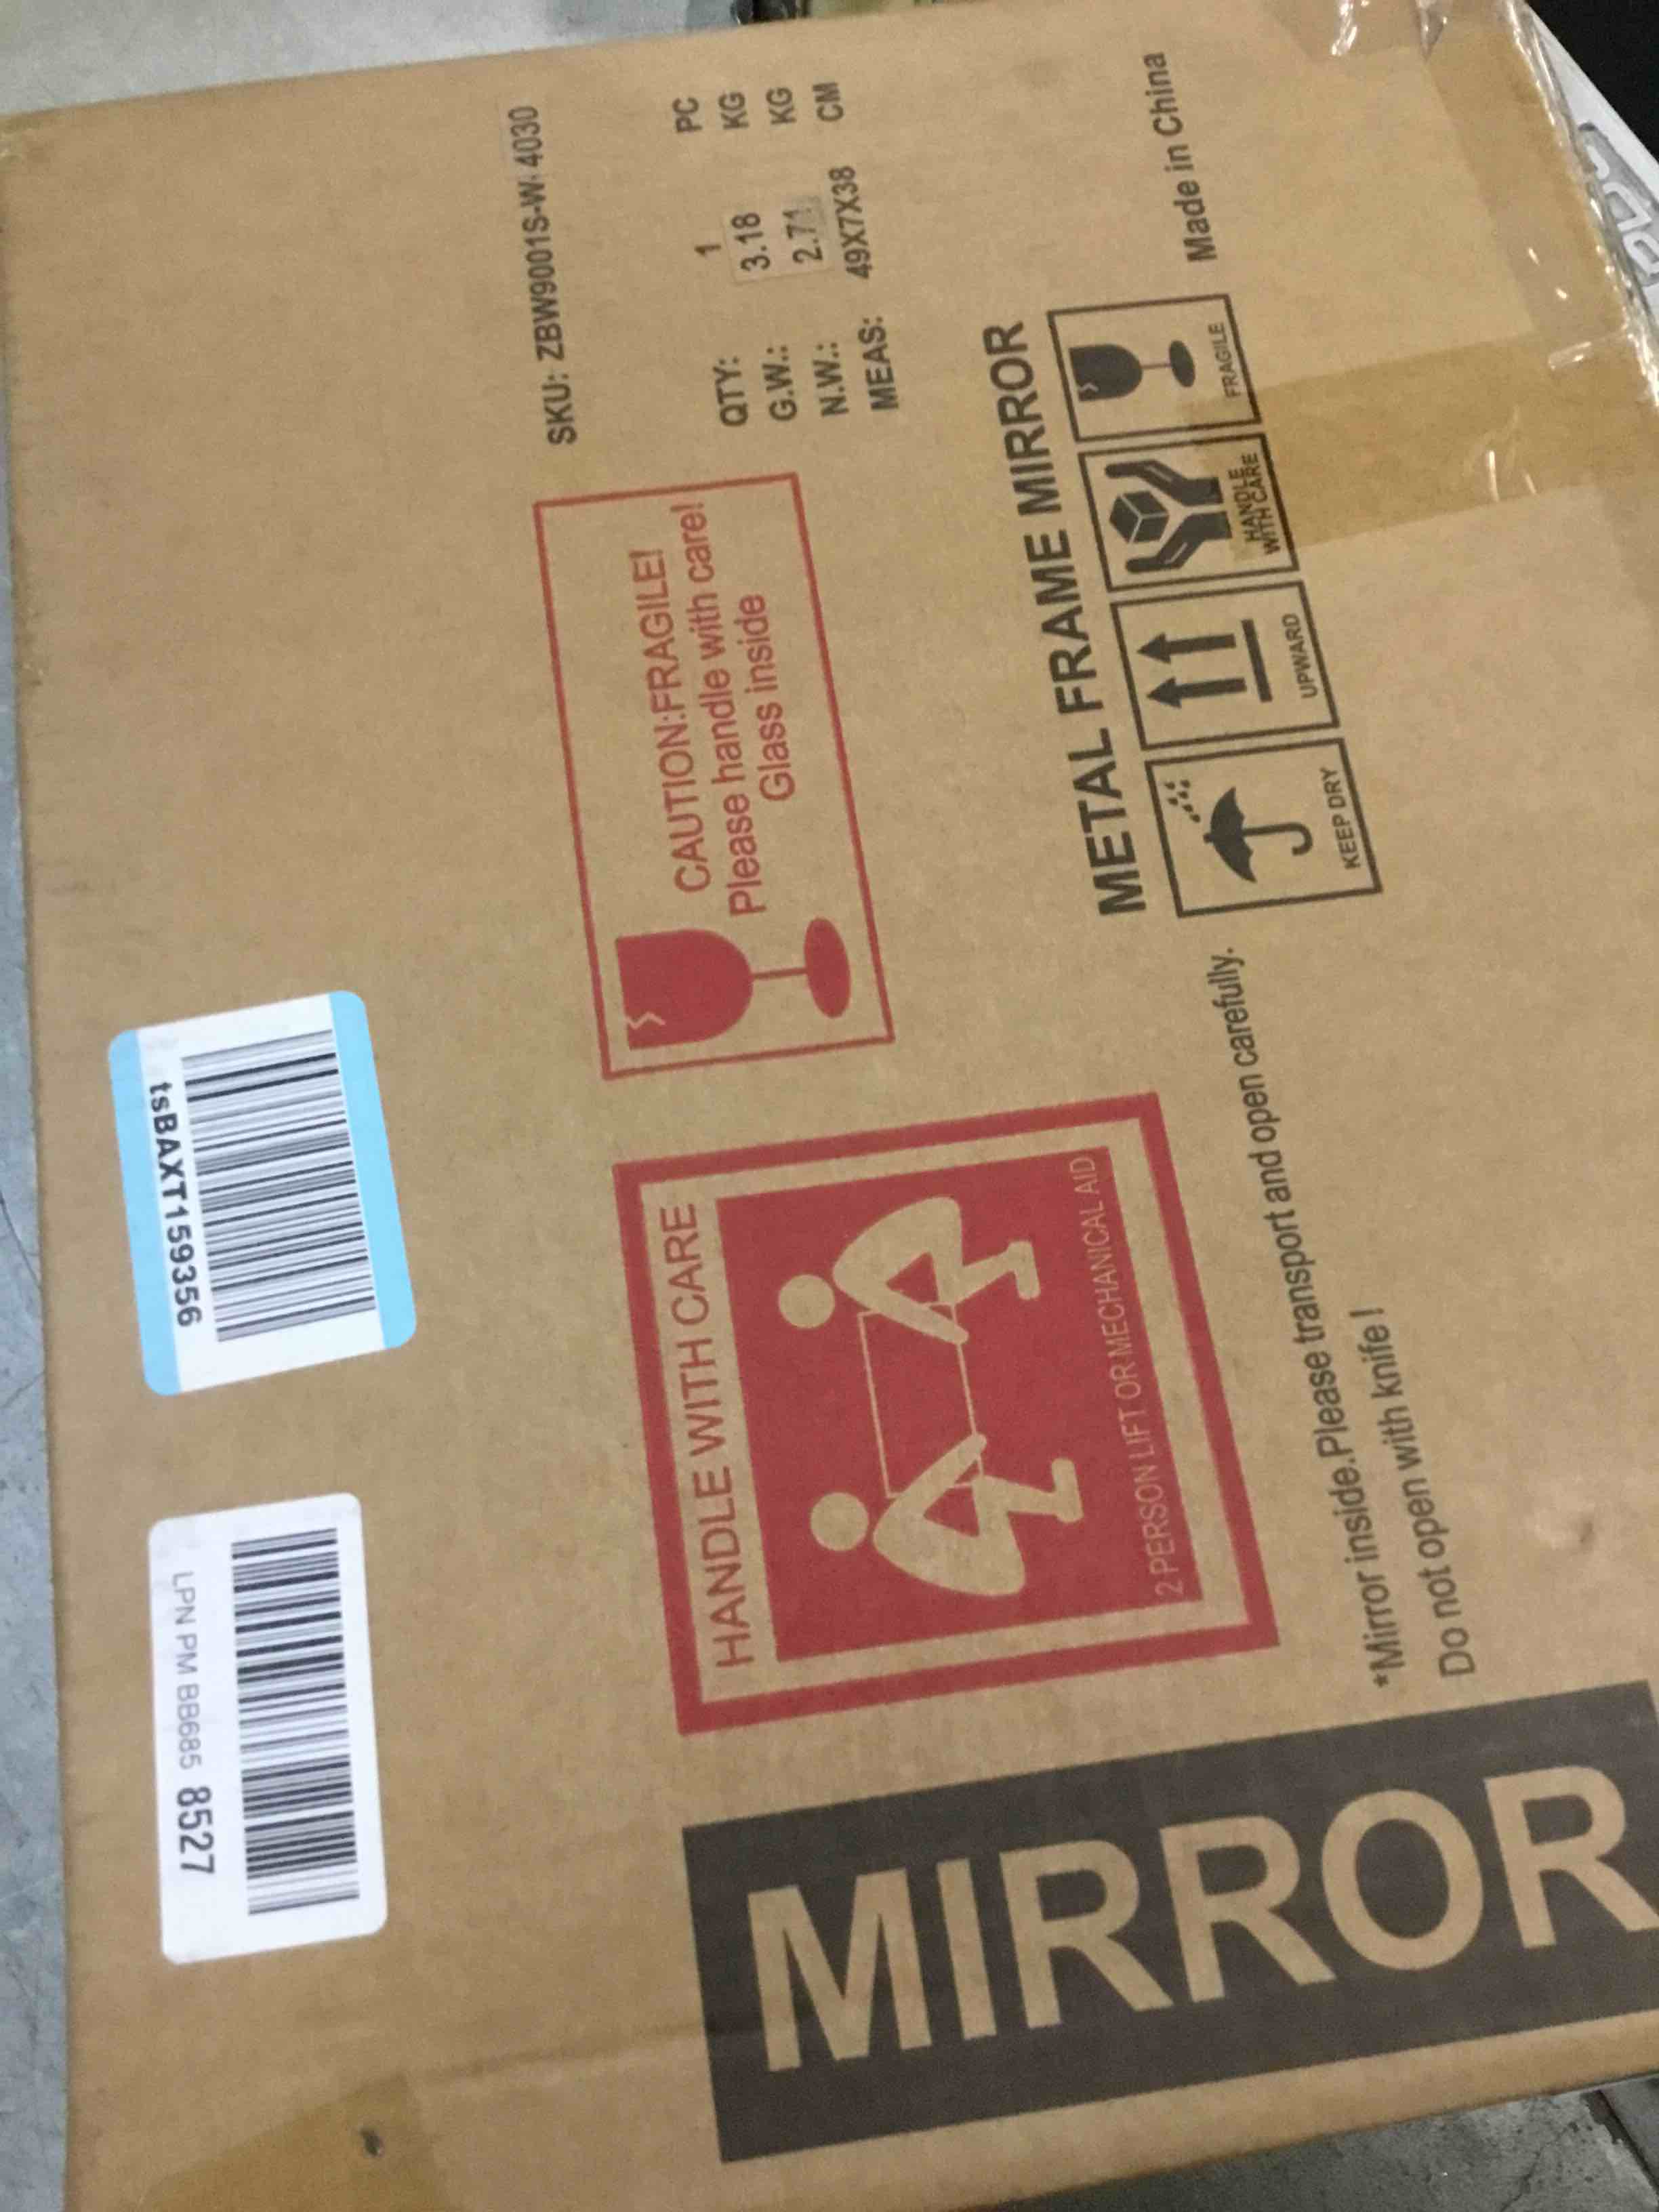 tsBAXT159356
LPN PM BB685 8527
SKU: ZBW9001S-W-4030
CAUTION:FRAGILE!
Please handle with care!
Glass inside
QTY: 1 PC
G.W.: 3.18 KG
N.W.: 2.71 KG
MEAS: 49X7X38 CM
HANDLE WITH CARE
2 PERSON LIFT OR MECHANICAL AID
METAL FRAME MIRROR
KEEP DRY
UPWARD
HANDLE
WITH CARE
FRAGILE
Made in China
*Mirror inside.Please transport and open carefully.
Do not open with knife!
MIRROR